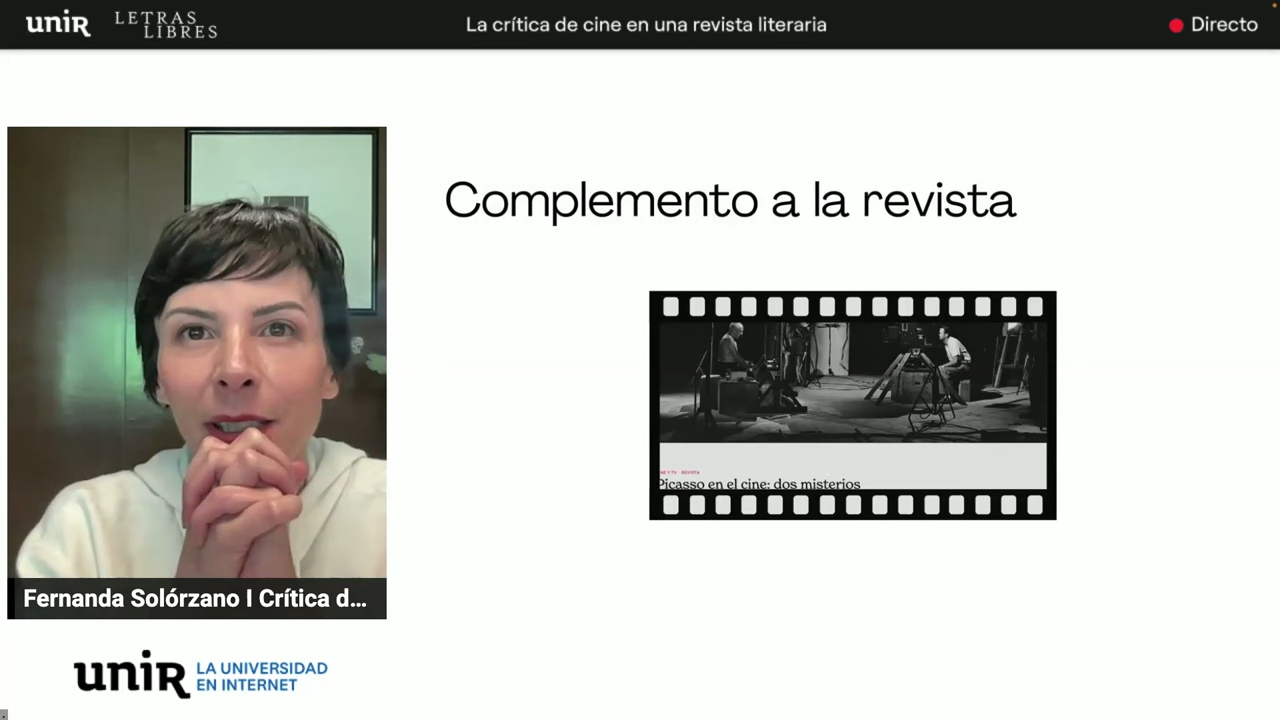 unir LETRAS
LIBRES
La crítica de cine en una revista literaria
Directo
Complemento a la revista
REVISTA
Picasso en el cine: dos misterios
Fernanda Solórzano I Crítica d...
unir LA UNIVERSIDAD
EN INTERNET